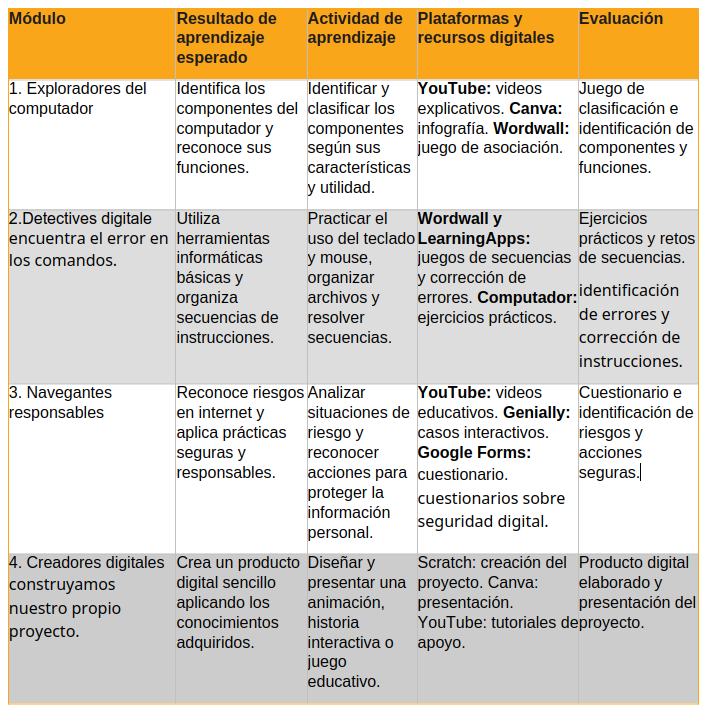 Módulo
Resultado de
aprendizaje
esperado
Actividad de
aprendizaje
Plataformas y
recursos digitales
Evaluación
1. Exploradores del
computador
Identifica los
componentes del
computador y
reconoce sus
funciones.
Identificar y
clasificar los
componentes
según sus
características
y utilidad.
YouTube: videos
explicativos. Canva:
infografía. Wordwall:
juego de asociación.
Juego de
clasificación e
identificación de
componentes y
funciones.
2.Detectives digitale
encuentra el error en
los comandos.
Utiliza
herramientas
informáticas
básicas y
organiza
secuencias de
instrucciones.
Practicar el
uso del teclado
y mouse,
organizar
archivos y
resolver
secuencias.
Wordwall y
LearningApps:
juegos de secuencias
y corrección de
errores. Computador:
ejercicios prácticos.
Ejercicios
prácticos y retos
de secuencias.
identificación
de errores y
corrección de
instrucciones.
3. Navegantes
responsables
Reconoce riesgos
en internet y
aplica prácticas
seguras y
responsables.
Analizar
situaciones de
riesgo y
reconocer
acciones para
proteger la
información
personal.
YouTube: videos
educativos. Genially:
casos interactivos.
Google Forms:
cuestionario.
cuestionarios sobre
seguridad digital.
Cuestionario e
identificación de
riesgos y
acciones
seguras.
4. Creadores digitales
construyamos
nuestro propio
proyecto.
Crea un producto
digital sencillo
aplicando los
conocimientos
adquiridos.
Diseñar y
presentar una
animación,
historia
interactiva o
juego
educativo.
Scratch: creación del
proyecto. Canva:
presentación.
YouTube: tutoriales de
apoyo.
Producto digital
elaborado y
presentación del
proyecto.